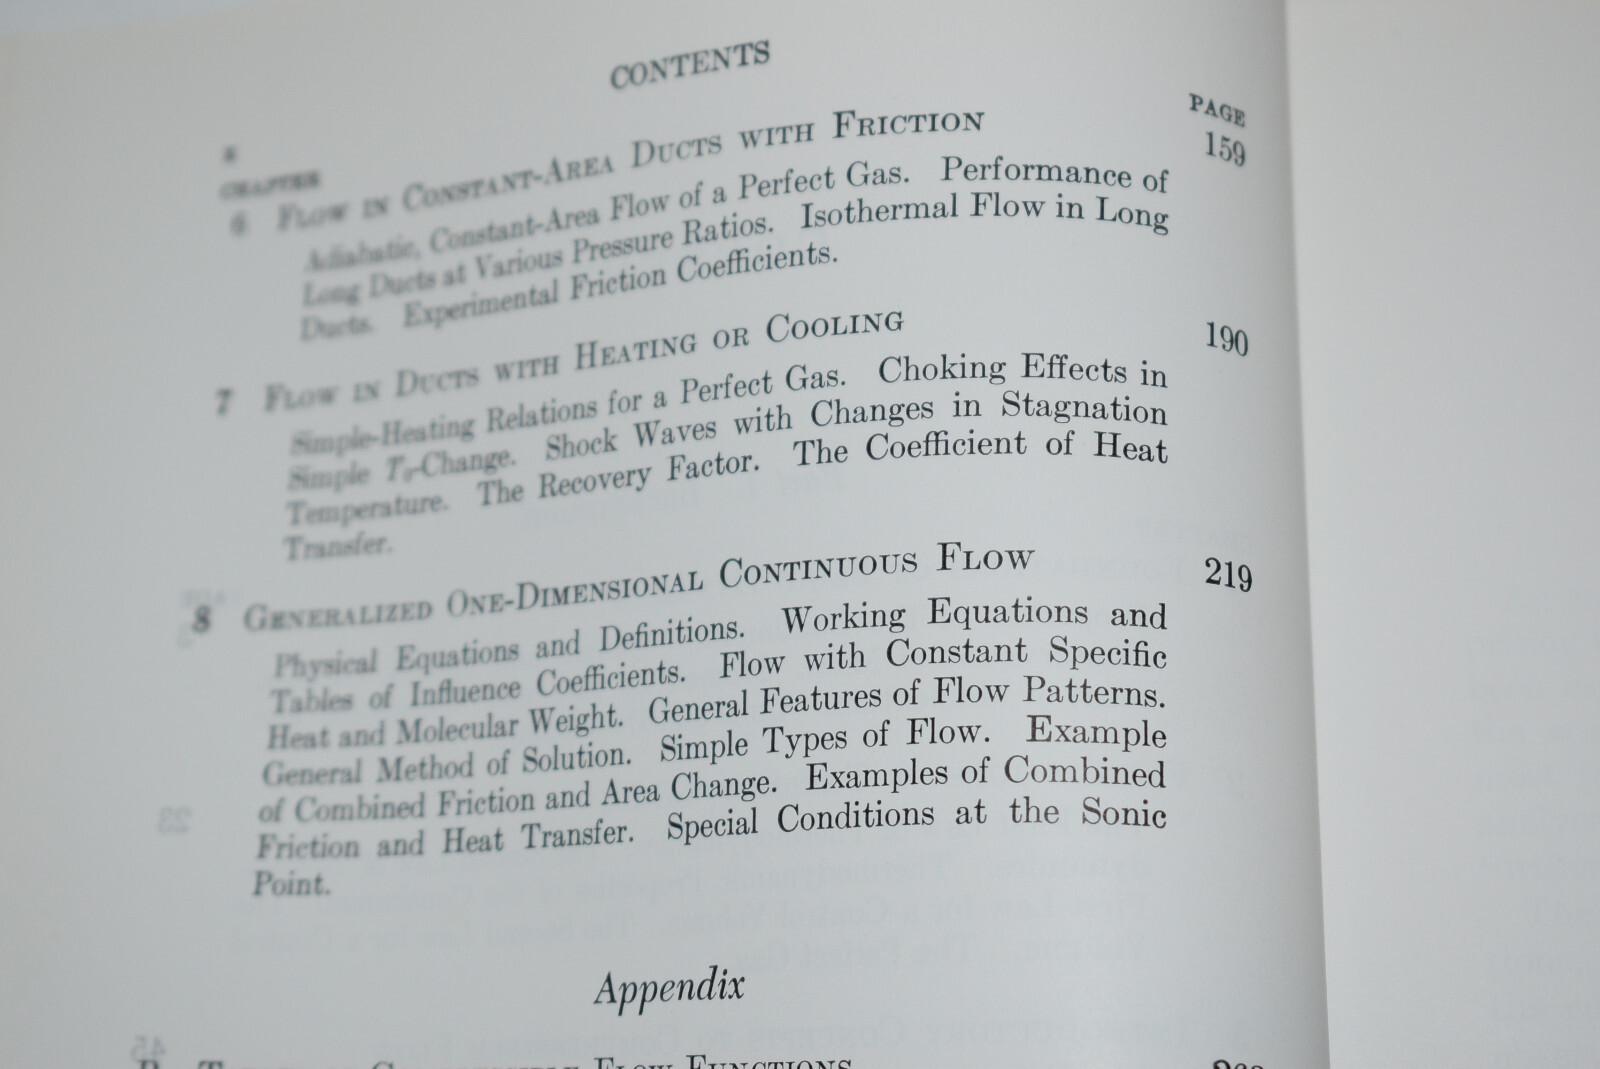 CONTENTS
x
CHAPTER
PAGE
6 FLOW IN CONSTANT-AREA DUCTS WITH FRICTION 159
Adiabatic, Constant-Area Flow of a Perfect Gas. Performance of
Long Ducts at Various Pressure Ratios. Isothermal Flow in Long
Ducts. Experimental Friction Coefficients.
7 FLOW IN DUCTS WITH HEATING OR COOLING 190
Simple-Heating Relations for a Perfect Gas. Choking Effects in
Simple T₀-Change. Shock Waves with Changes in Stagnation
Temperature. The Recovery Factor. The Coefficient of Heat
Transfer.
8 GENERALIZED ONE-DIMENSIONAL CONTINUOUS FLOW 219
Physical Equations and Definitions. Working Equations and
Tables of Influence Coefficients. Flow with Constant Specific
Heat and Molecular Weight. General Features of Flow Patterns.
General Method of Solution. Simple Types of Flow. Example
of Combined Friction and Area Change. Examples of Combined
Friction and Heat Transfer. Special Conditions at the Sonic
Point.
Appendix
FLOW FUNCTIONS